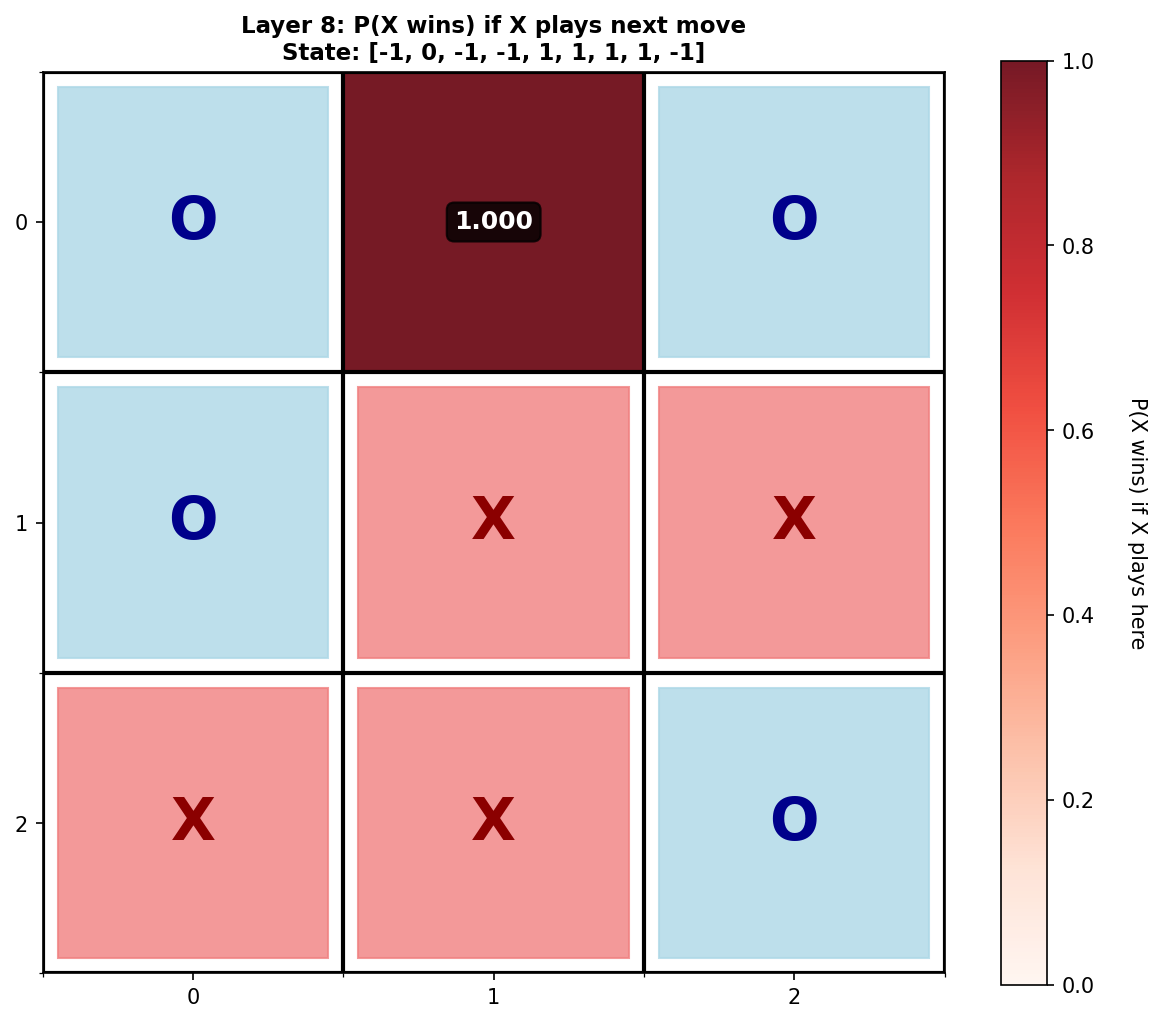 Layer 8: P(X wins) if X plays next move
State: [-1, 0, -1, -1, 1, 1, 1, 1, -1]
0
O
1.000
O
1
O
X
X
2
X
X
O
0
1
2
1.0
0.8
0.6
0.4
0.2
0.0
P(X wins) if X plays here